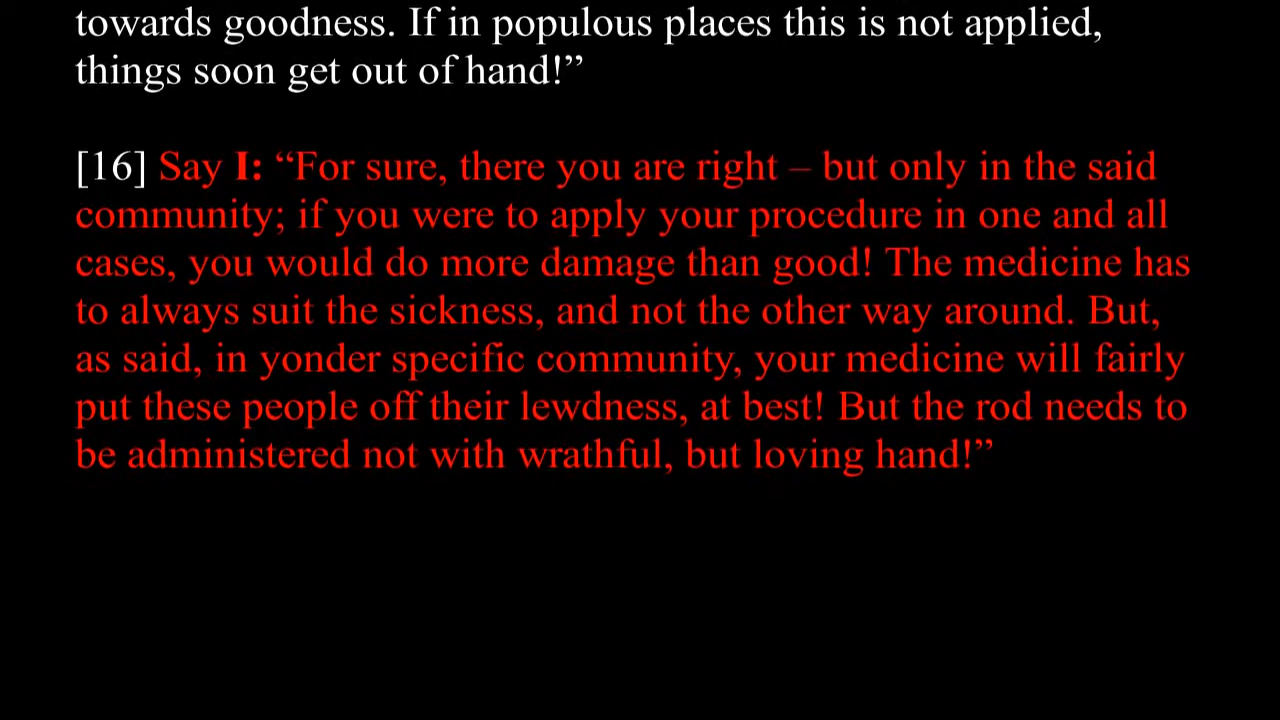 towards goodness. If in populous places this is not applied,
things soon get out of hand!”
[16] Say I: “For sure, there you are right – but only in the said
community; if you were to apply your procedure in one and all
cases, you would do more damage than good! The medicine has
to always suit the sickness, and not the other way around. But,
as said, in yonder specific community, your medicine will fairly
put these people off their lewdness, at best! But the rod needs to
be administered not with wrathful, but loving hand!”